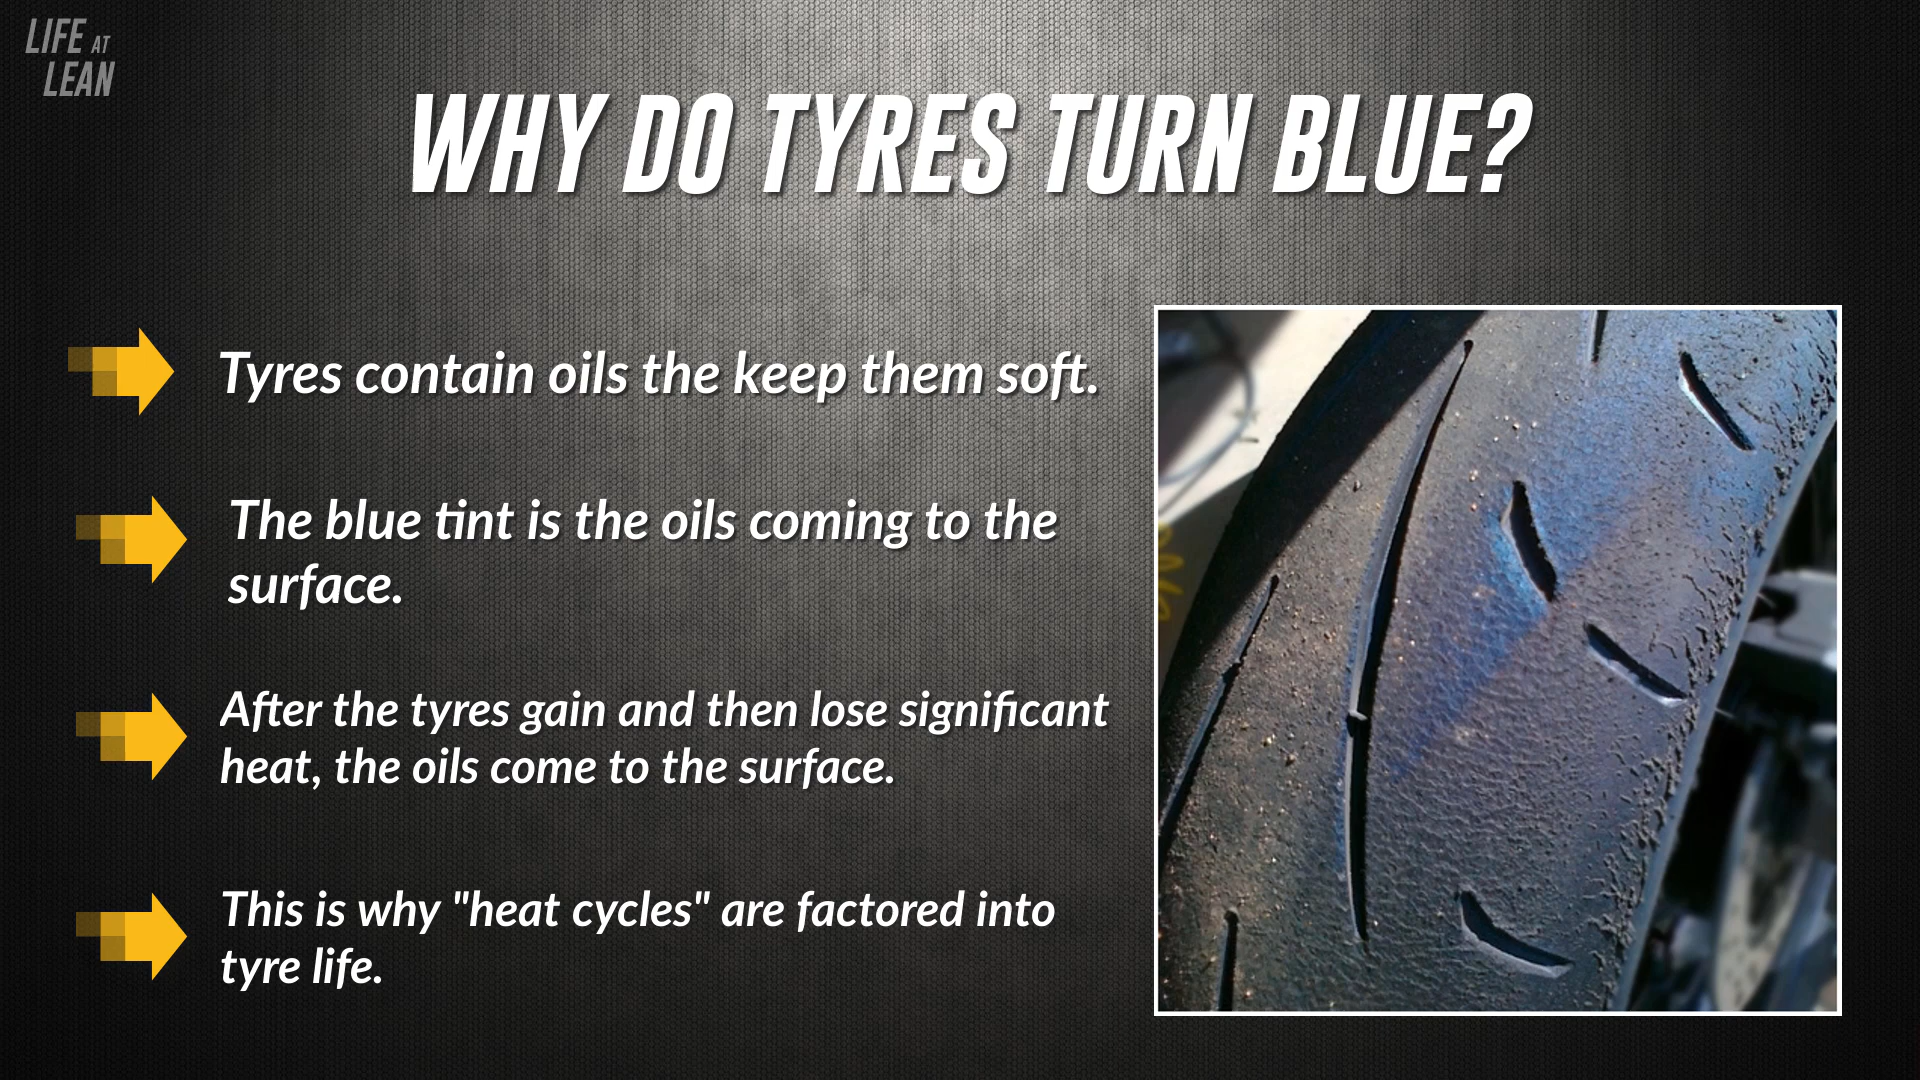 LIFE AT
LEAN
WHY DO TYRES TURN BLUE?
Tyres contain oils the keep them soft.
The blue tint is the oils coming to the
surface.
After the tyres gain and then lose significant
heat, the oils come to the surface.
This is why "heat cycles" are factored into
tyre life.